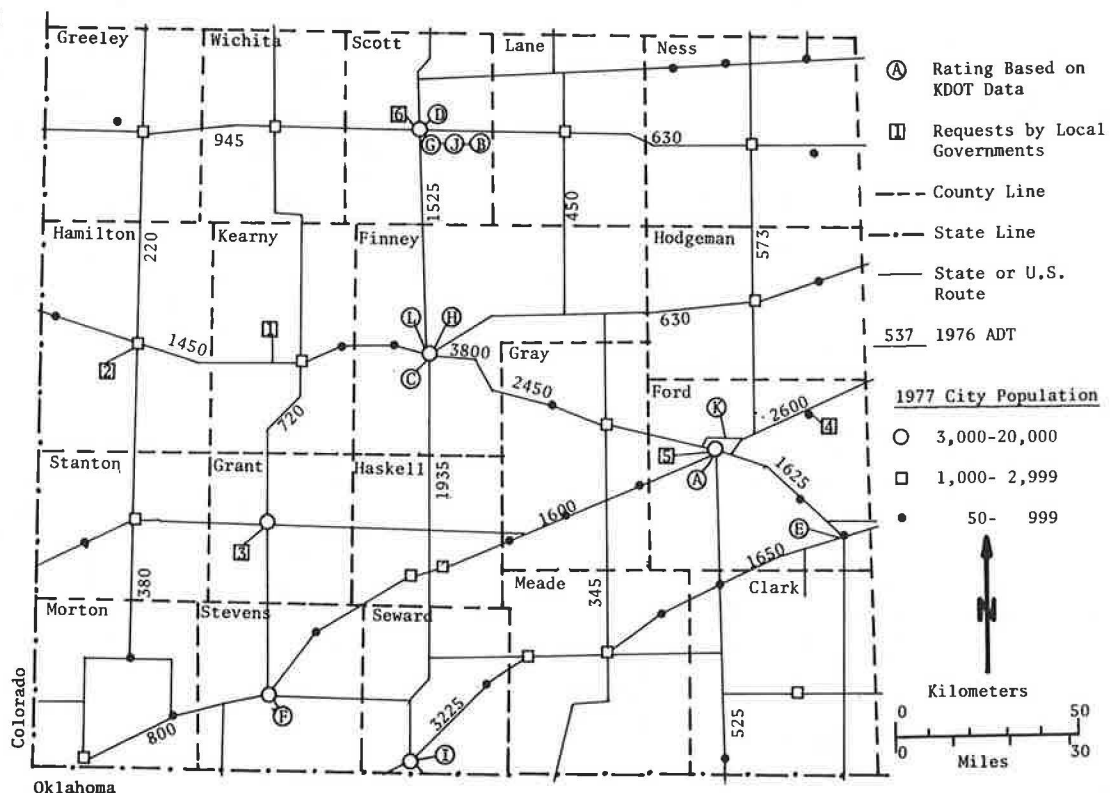 Greeley
Wichita
Scott
Lane
Ness
6
D
G
J
B
945
630
1525
450
Hamilton
Kearny
Finney
Hodgeman
220
573
1
L
H
630
1450
2
C
3800
Gray
2450
Ford
K
2600
4
720
5
A
Stanton
Grant
Haskell
1935
1600
1625
3
E
380
Meade
345
1650
Clark
Morton
Stevens
Seward
F
800
3225
I
525
Colorado
Oklahoma
A Rating Based on
KDOT Data
1 Requests by Local
Governments
County Line
State Line
State or U.S.
Route
537 1976 ADT
1977 City Population
3,000-20,000
1,000- 2,999
50- 999
N
Kilometers
0 50
0 30
Miles